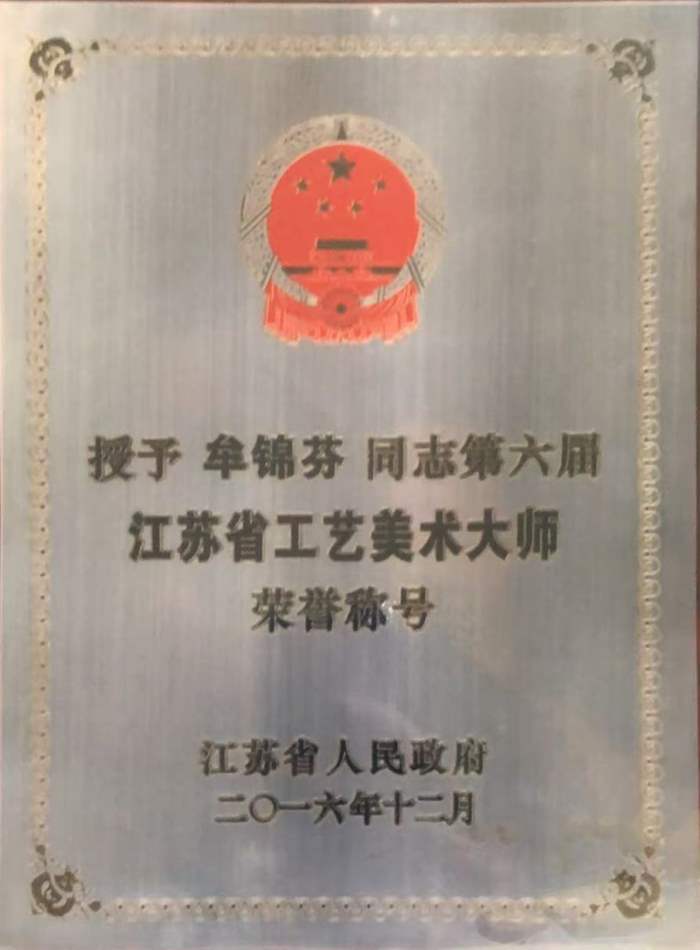 授予 牟锦芬 同志第六届
江苏省工艺美术大师
荣誉称号
江苏省人民政府
二〇一六年十二月